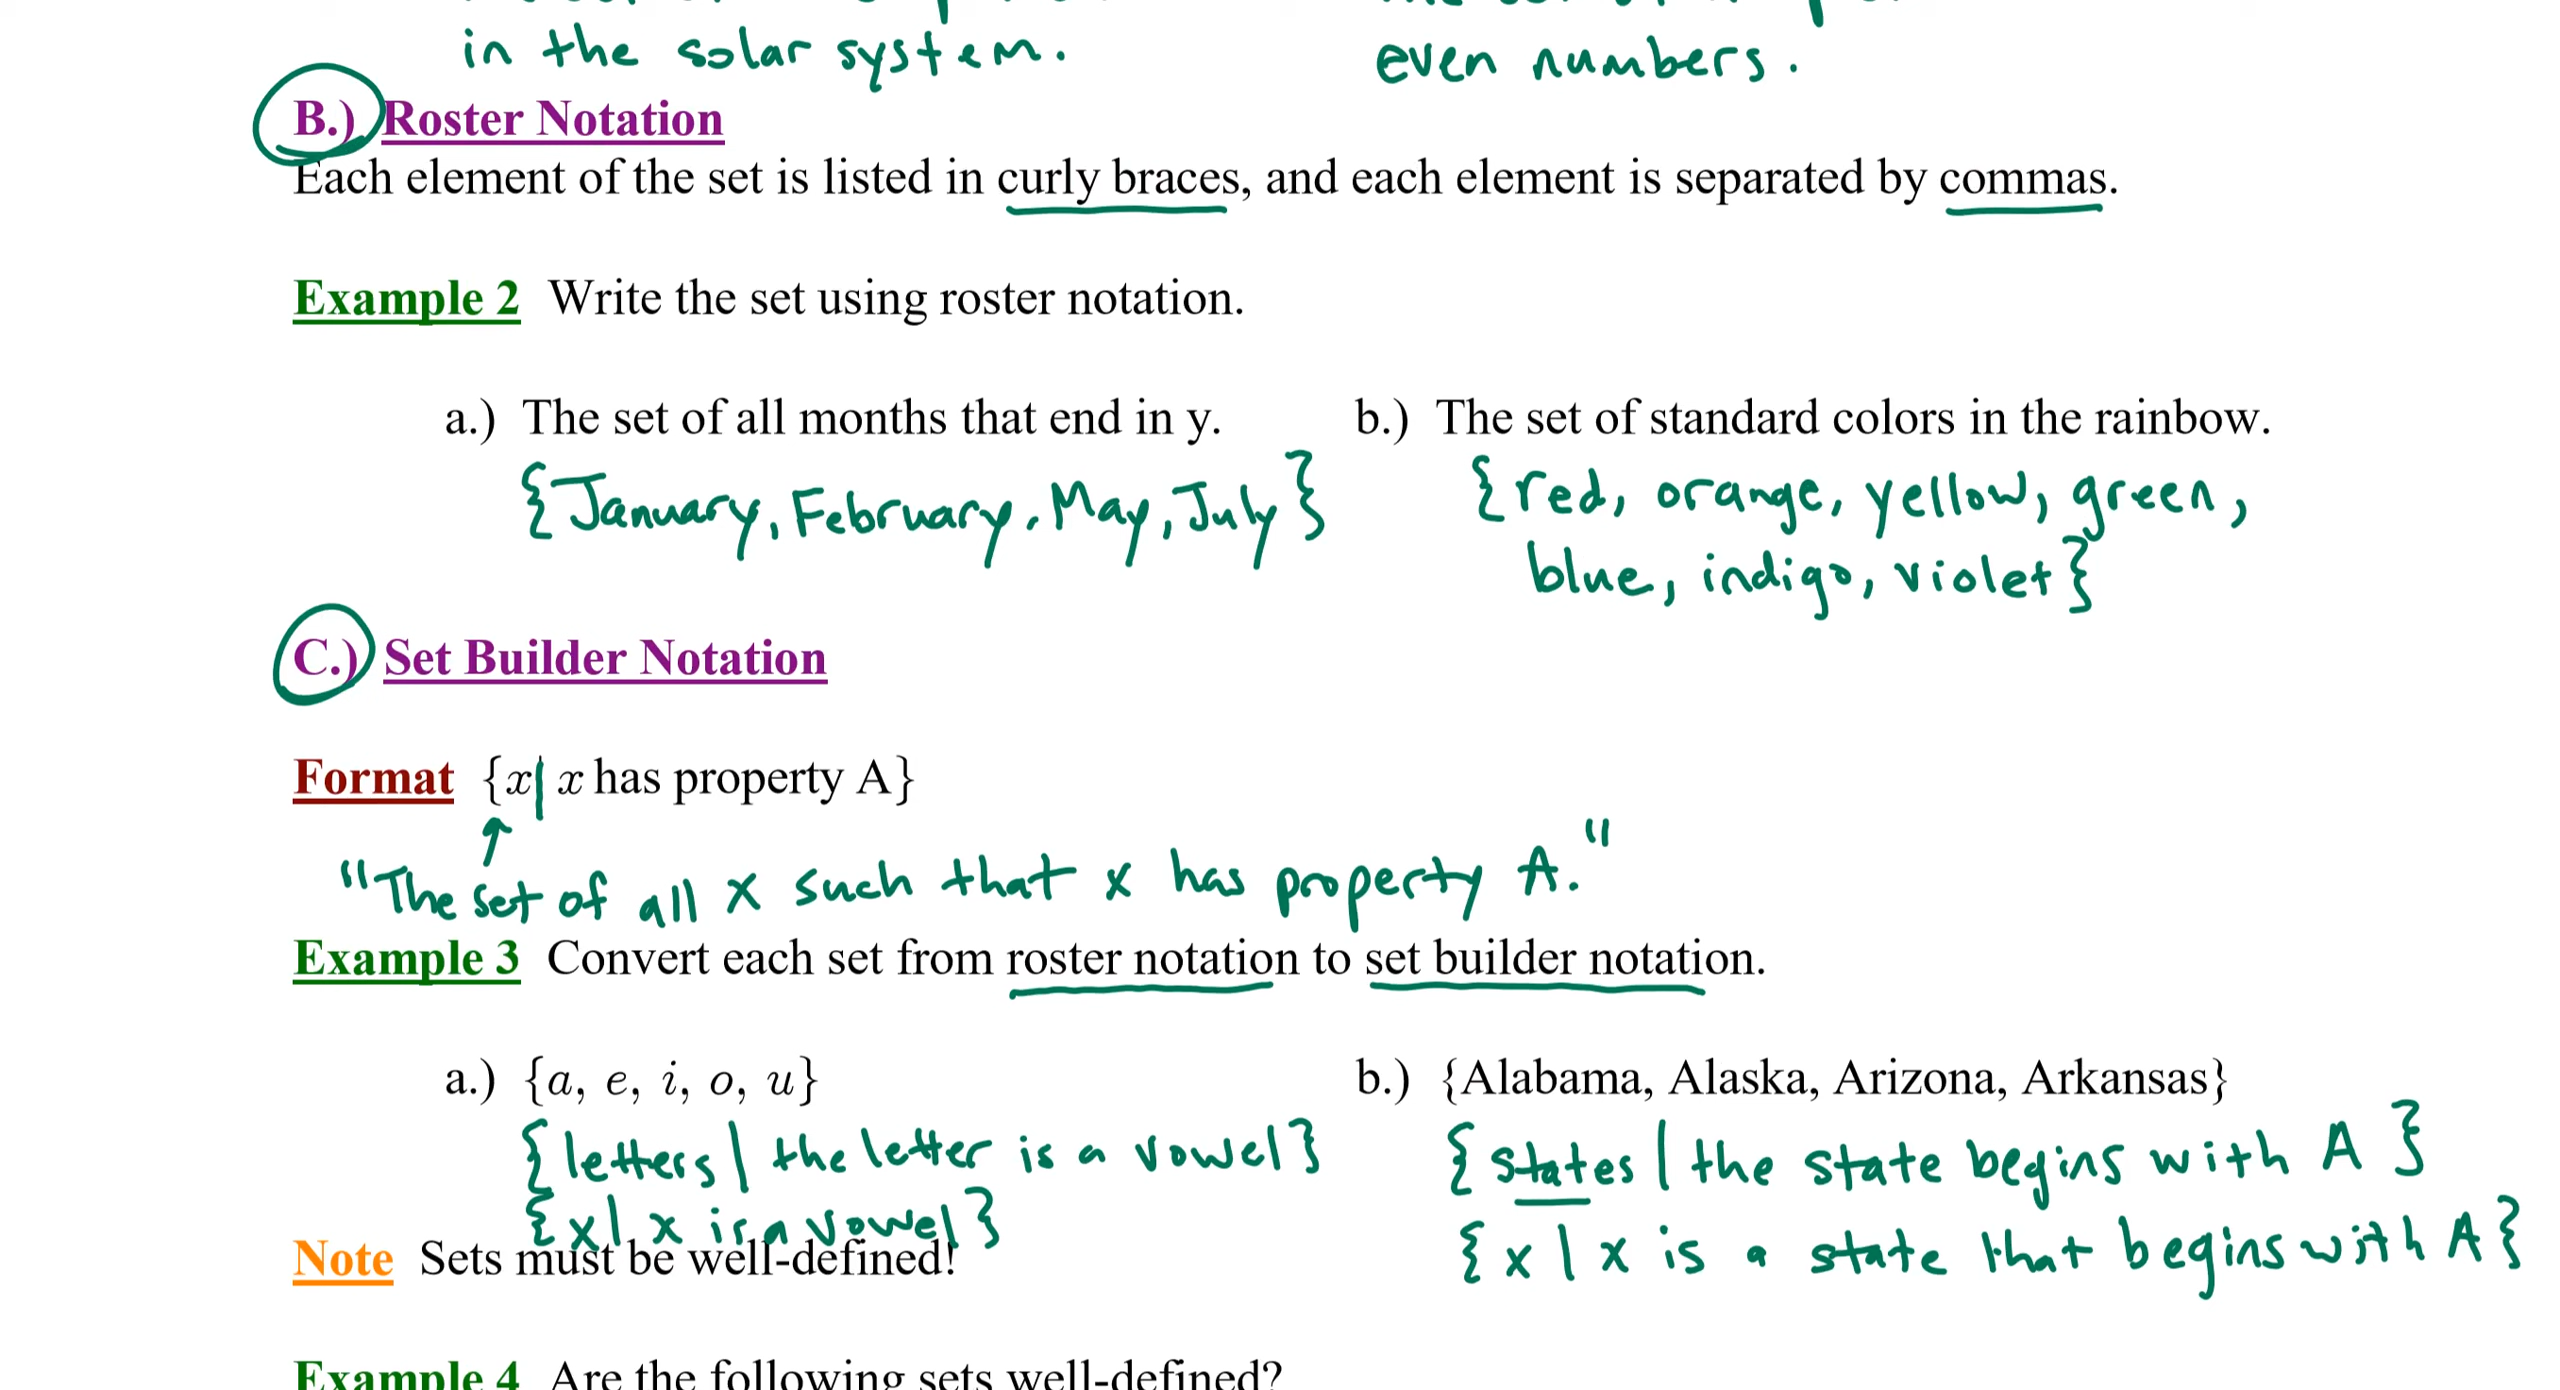 in the solar system.
even numbers.
B.) Roster Notation
Each element of the set is listed in curly braces, and each element is separated by commas.
Example 2 Write the set using roster notation.
a.) The set of all months that end in y.
{January, February, May, July}
b.) The set of standard colors in the rainbow.
{red, orange, yellow, green,
blue, indigo, violet}
C.) Set Builder Notation
Format {x| x has property A}
"The set of all x such that x has property A."
Example 3 Convert each set from roster notation to set builder notation.
a.) {a, e, i, o, u}
{letters | the letter is a vowel}
{x | x is a vowel}
b.) {Alabama, Alaska, Arizona, Arkansas}
{states | the state begins with A}
{x | x is a state that begins with A}
Note Sets must be well-defined!
Example 4 Are the following sets well-defined?